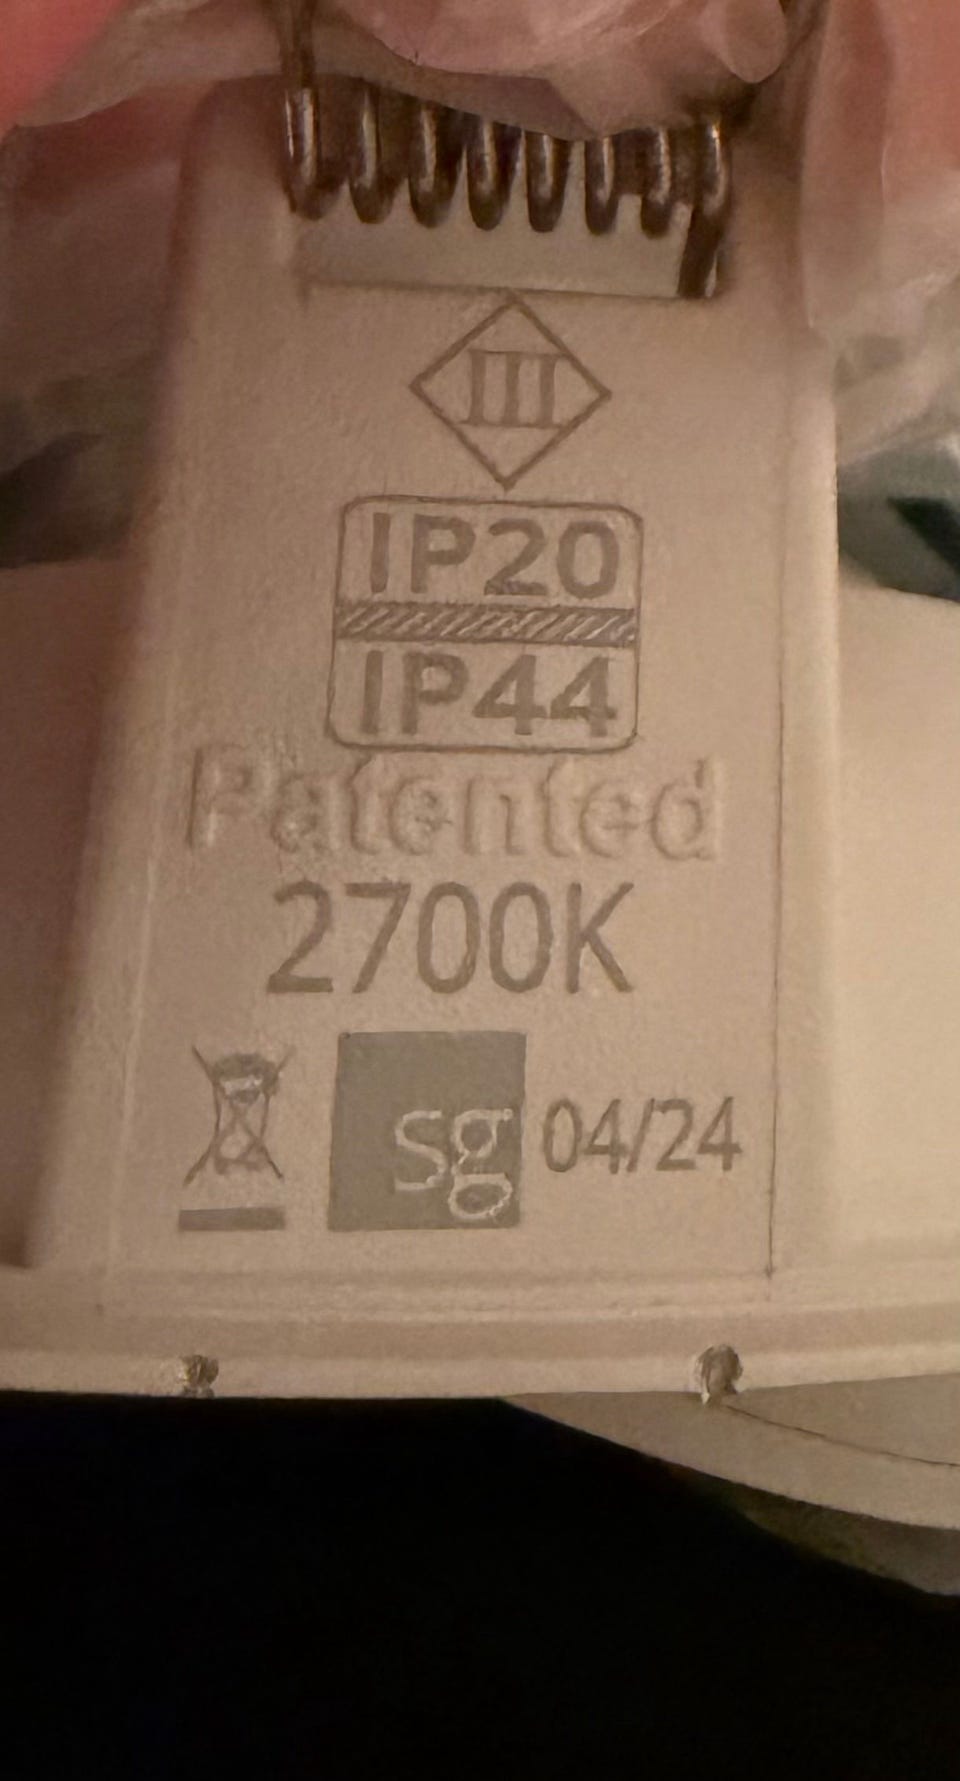 III
IP20
IP44
Patented
2700K
sg 04/24